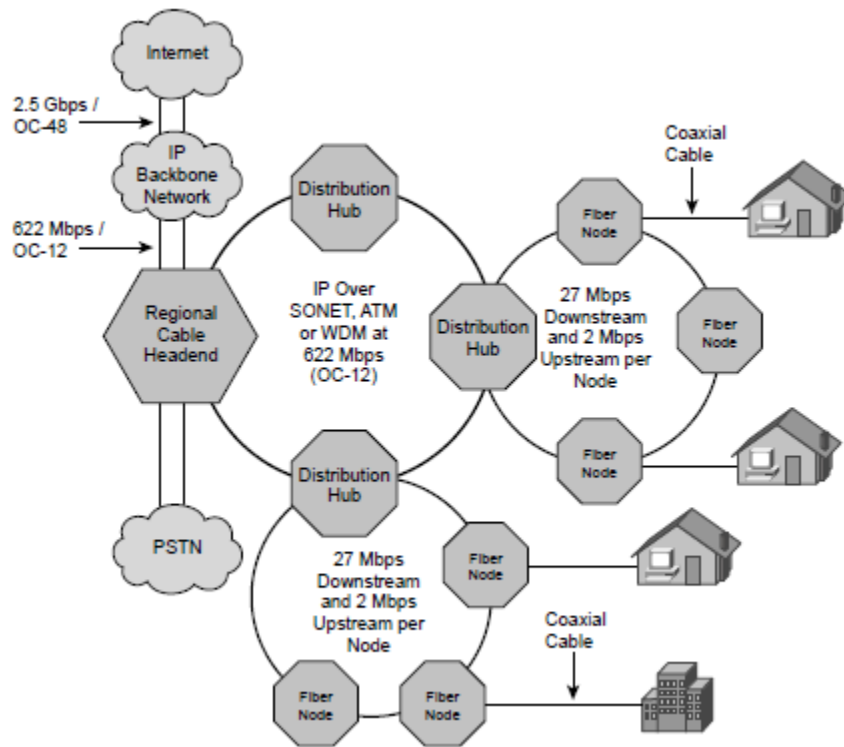 Internet
2.5 Gbps /
OC-48
IP
Backbone
Network
622 Mbps /
OC-12
Regional
Cable
Headend
PSTN
Distribution
Hub
IP Over
SONET, ATM
or WDM at
622 Mbps
(OC-12)
Distribution
Hub
Distribution
Hub
Coaxial
Cable
Fiber
Node
27 Mbps
Downstream
and 2 Mbps
Upstream per
Node
Fiber
Node
Fiber
Node
27 Mbps
Downstream
and 2 Mbps
Upstream per
Node
Fiber
Node
Coaxial
Cable
Fiber
Node
Fiber
Node